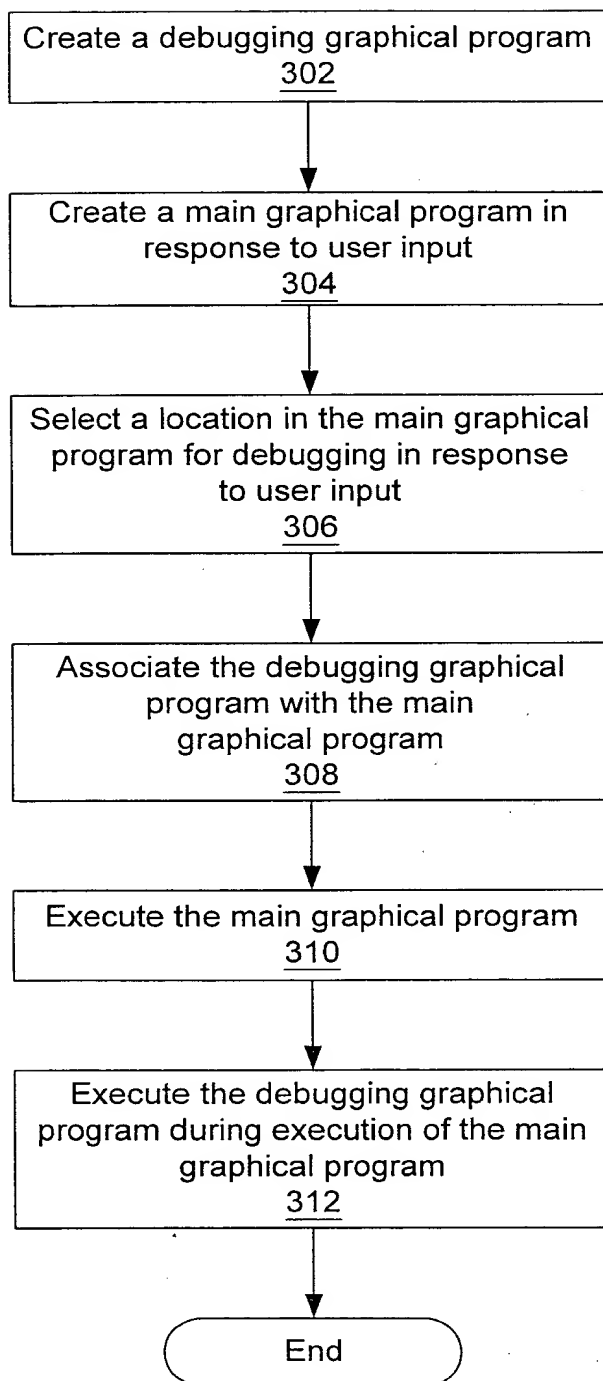 Create a debugging graphical program
302
Create a main graphical program in
response to user input
304
Select a location in the main graphical
program for debugging in response
to user input
306
Associate the debugging graphical
program with the main
graphical program
308
Execute the main graphical program
310
Execute the debugging graphical
program during execution of the main
graphical program
312
End